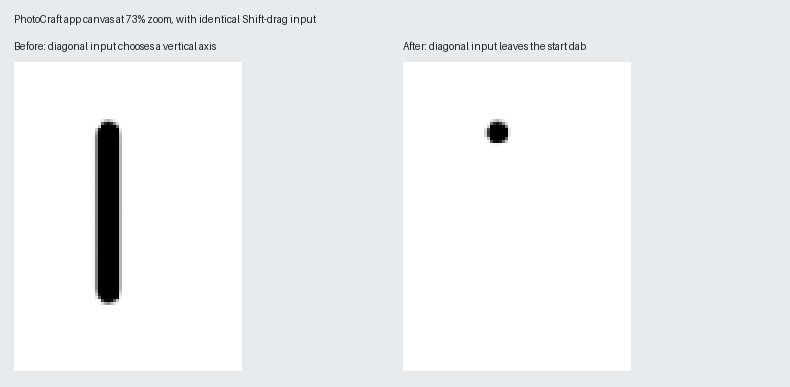 PhotoCraft app canvas at 73% zoom, with identical Shift-drag input
Before: diagonal input chooses a vertical axis
After: diagonal input leaves the start dab